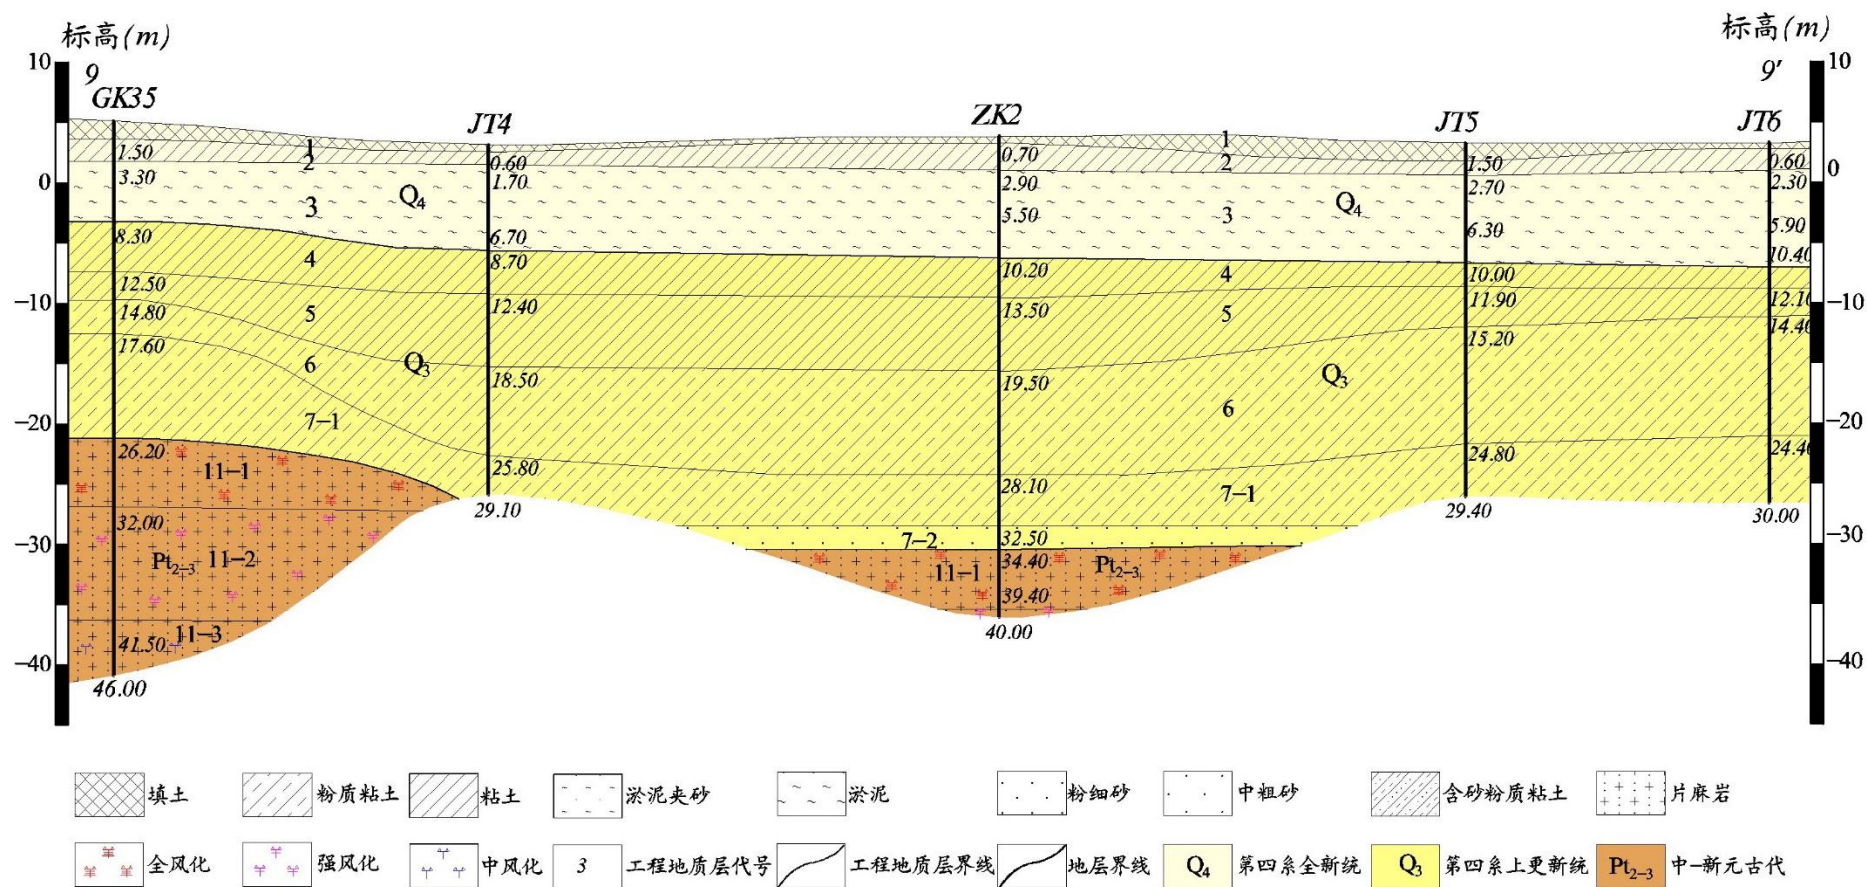 标高(m)
标高(m)
10
10
9
9′
GK35
JT4
ZK2
JT5
JT6
1
1
1.50
2
0.60
0.70
2
1.50
0.60
0
3.30
1.70
2.90
2.70
2.30
0
3
Q4
5.50
3
Q4
6.30
5.90
8.30
6.70
10.40
4
8.70
10.20
4
10.00
12.50
12.40
13.50
11.90
12.10
-10
-10
14.80
5
5
14.40
17.60
6
Q3
15.20
18.50
19.50
Q3
7-1
6
-20
-20
26.20
11-1
25.80
28.10
7-1
24.80
24.40
32.00
29.10
29.40
30.00
-30
7-2
32.50
-30
Pt2-3
11-2
11-1
34.40
Pt2-3
39.40
11-3
41.50
40.00
-40
-40
46.00
填土
粉质粘土
粘土
淤泥夹砂
淤泥
粉细砂
中粗砂
含砂粉质粘土
片麻岩
全风化
强风化
中风化
3
工程地质层代号
工程地质层界线
地层界线
Q4
第四系全新统
Q3
第四系上更新统
Pt2-3
中-新元古代